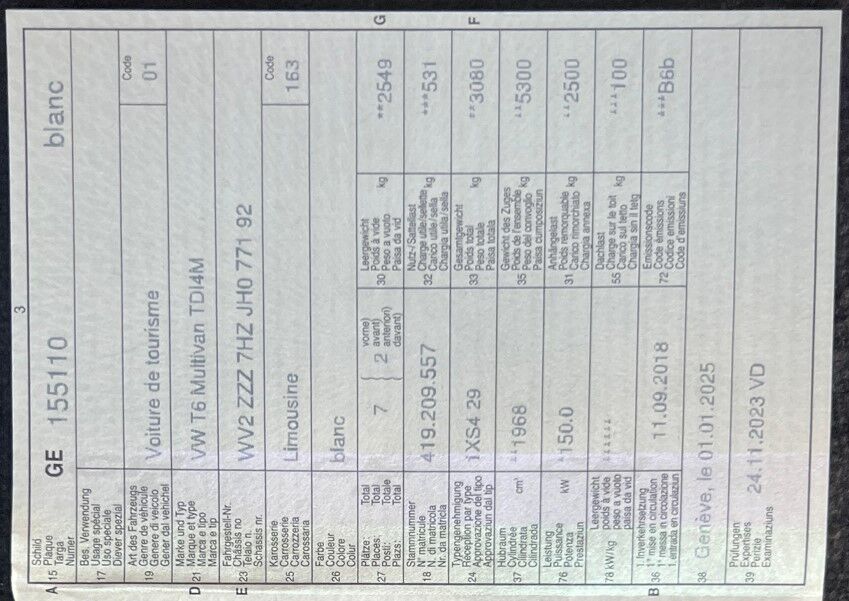 3
A 15 Schild
Plaque
Targa
Numer
GE 155110 blanc
17 Bes. Verwendung
Usage spécial
Uso speciale
Diever spezial
19 Art des Fahrzeugs
Genre de véhicule
Genere di veicolo
Gener dal vehichel
Voiture de tourisme
Code
01
D 21 Marke und Typ
Marque et type
Marca e tipo
Marca e tip
VW T6 Multivan TDI4M
E 23 Fahrgestell-Nr.
Châssis no
Telaio n.
Schassis nr.
WV2 ZZZ 7HZ JH0 771 92
25 Karosserie
Carrosserie
Carrozzeria
Carossaria
Limousine
Code
163
26 Farbe
Couleur
Colore
Colur
blanc
27 Plätze: Total
Places: Total
Posti: Totale
Plazs: Total
7
2
vorne)
avant)
anteriori)
davant)
30 Leergewicht
Poids à vide
Peso a vuoto
Paisa da vid
kg
**2549
G
18 Stammnummer
N° matricule
N. di matricola
Nr. da matricla
419.209.557
32 Nutz-/Sattellast
Charge utile/sellette
Carico utile/sella
Chargia utila/sella
kg
***531
24 Typengenehmigung
Réception par type
Approvazione del tipo
Approvaziun dal tip
1XS4 29
33 Gesamtgewicht
Poids total
Peso totale
Paisa totala
kg
**3080
F
37 Hubraum
Cylindrée
Cilindrata
Cilindrada
cm³
**1968
35 Gewicht des Zuges
Poids de l'ensemble
Peso del convoglio
Paisa cumposiziun
kg
**5300
76 Leistung
Puissance
Potenza
Prestaziun
kW
**150.0
31 Anhängelast
Poids remorquable
Carico rimorchiato
Chargia annexa
kg
**2500
78 kW/kg Leergewicht
poids à vide
peso a vuoto
paisa da vid
******
55 Dachlast
Charge sur le toit
Carico sul tetto
Chargia sin il tetg
kg
***100
B 36 1. Inverkehrsetzung
1re mise en circulation
1a messa in circolazione
1. entrada en circulaziun
11.09.2018
72 Emissionscode
Code émissions
Codice emissioni
Code d'emissiuns
***B6b
38 Genève, le 01.01.2025
39 Prüfungen
Expertises
Perizie
Examinaziuns
24.11.2023 VD